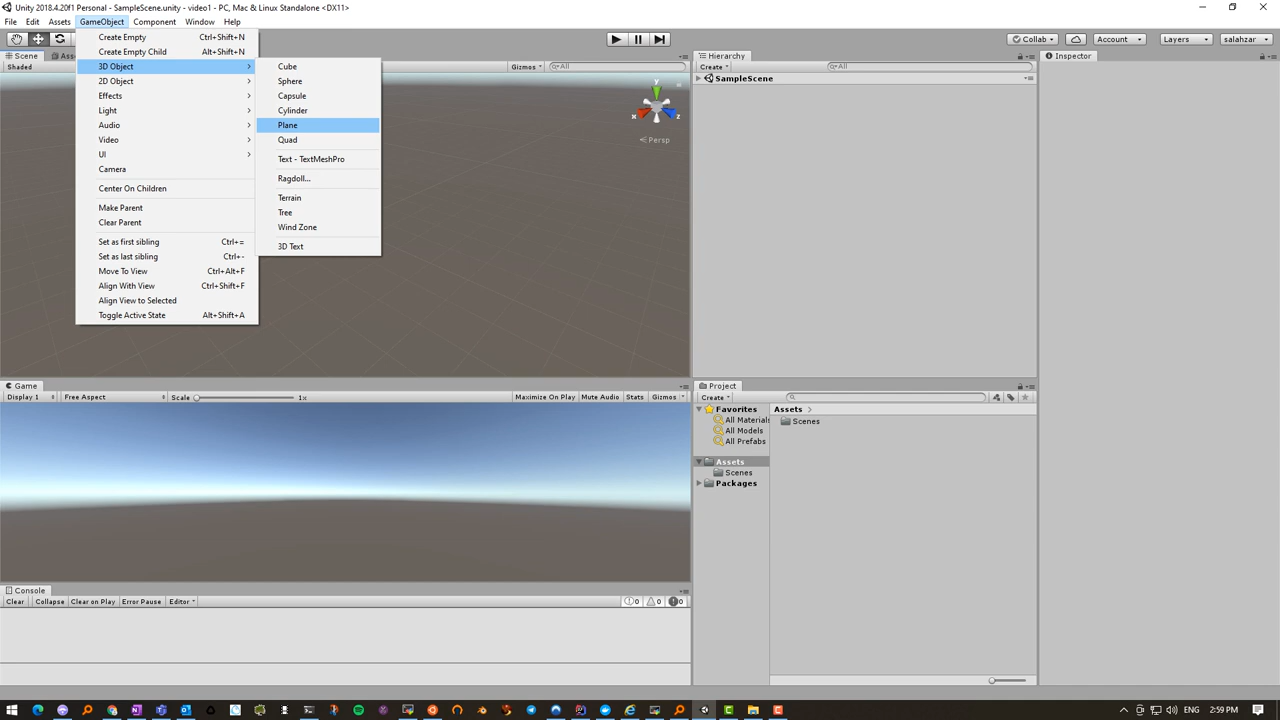 Unity 2018.4.20f1 Personal - SampleScene.unity - video1 - PC, Mac & Linux Standalone <DX11>
File Edit Assets GameObject Component Window Help
Collab Account Layers salahzar
Create Empty Ctrl+Shift+N
Create Empty Child Alt+Shift+N
3D Object
2D Object
Effects
Light
Audio
Video
UI
Camera
Center On Children
Make Parent
Clear Parent
Set as first sibling Ctrl+=
Set as last sibling Ctrl+-
Move To View Ctrl+Alt+F
Align With View Ctrl+Shift+F
Align View to Selected
Toggle Active State Alt+Shift+A
Cube
Sphere
Capsule
Cylinder
Plane
Quad
Text - TextMeshPro
Ragdoll...
Terrain
Tree
Wind Zone
3D Text
Scene
Shaded
Gizmos All
y
x z
Persp
Hierarchy
Create All
SampleScene
Inspector
Game
Display 1 Free Aspect Scale 1x Maximize On Play Mute Audio Stats Gizmos
Project
Create
Favorites
All Materials
All Models
All Prefabs
Assets
Scenes
Packages
Assets
Scenes
Console
Clear Collapse Clear on Play Error Pause Editor 0 0 0
ENG 2:59 PM